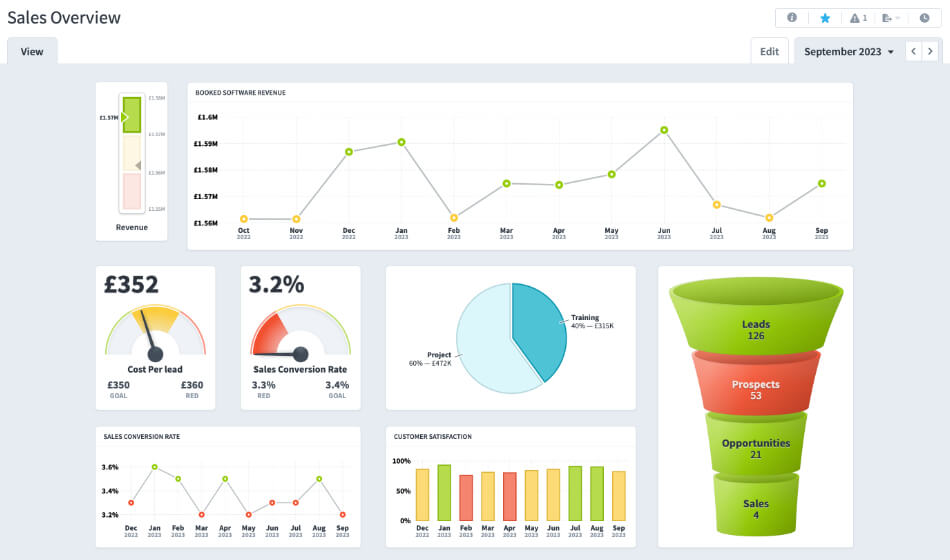 Sales Overview
1
View
Edit
September 2023
£1.58M
£1.57M
£1.57M
£1.56M
£1.55M
Revenue
BOOKED SOFTWARE REVENUE
£1.6M
£1.59M
£1.58M
£1.57M
£1.56M
Oct Nov Dec Jan Feb Mar Apr May Jun Jul Aug Sep
2022 2022 2022 2023 2023 2023 2023 2023 2023 2023 2023 2023
£352
Cost Per lead
£350 £360
GOAL RED
3.2%
Sales Conversion Rate
3.3% 3.4%
RED GOAL
Training
40% — £315K
Project
60% — £472K
Leads
126
Prospects
53
Opportunities
21
Sales
4
SALES CONVERSION RATE
3.6%
3.4%
3.2%
Dec Jan Feb Mar Apr May Jun Jul Aug Sep
2022 2023 2023 2023 2023 2023 2023 2023 2023 2023
CUSTOMER SATISFACTION
100%
50%
0%
Dec Jan Feb Mar Apr May Jun Jul Aug Sep
2022 2023 2023 2023 2023 2023 2023 2023 2023 2023